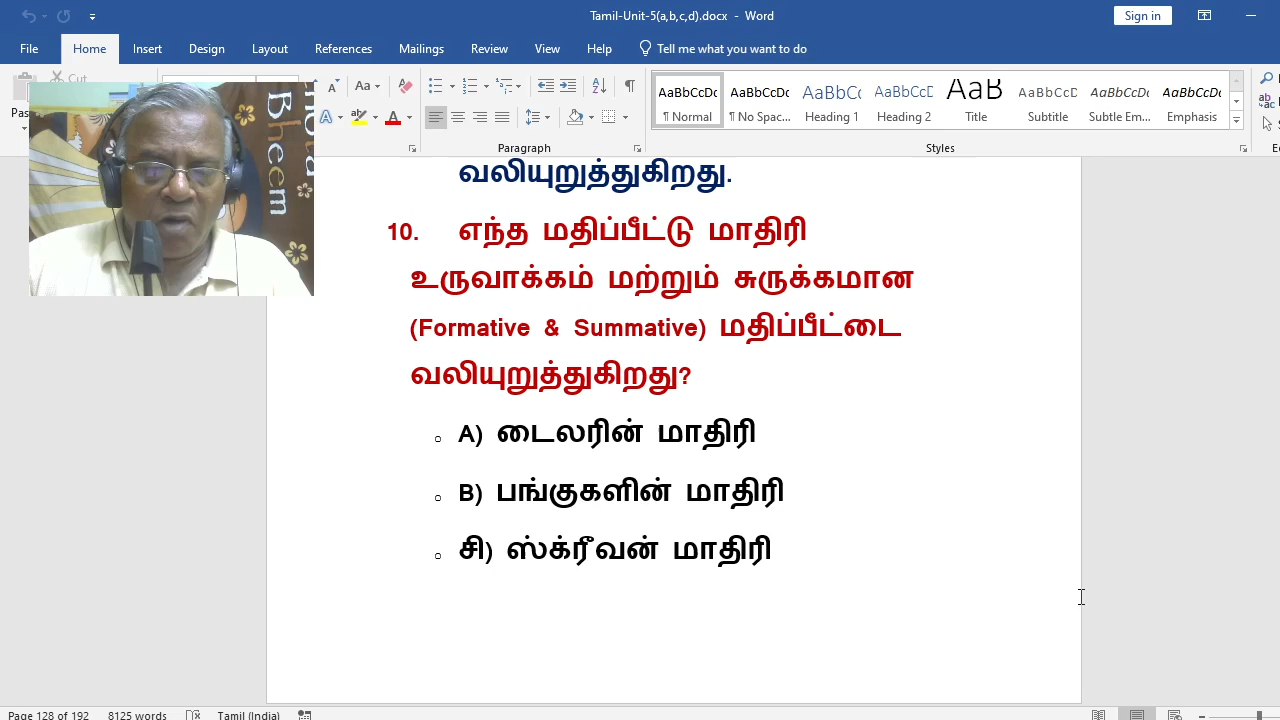 Tamil-Unit-5(a,b,c,d).docx - Word
Sign in
File Home Insert Design Layout References Mailings Review View Help Tell me what you want to do
Cut
Aa
AaBbCcDc AaBbCcDc AaBbCc AaBbCcD AaB AaBbCcD AaBbCcDc AaBbCcDc
¶ Normal ¶ No Spac... Heading 1 Heading 2 Title Subtitle Subtle Em... Emphasis
Paragraph Styles
Bheem
வலியுறுத்துகிறது.
10. எந்த மதிப்பீட்டு மாதிரி
உருவாக்கம் மற்றும் சுருக்கமான
(Formative & Summative) மதிப்பீட்டை
வலியுறுத்துகிறது?
A) டைலரின் மாதிரி
B) பங்குகளின் மாதிரி
சி) ஸ்க்ரீவன் மாதிரி
Page 128 of 192 8125 words Tamil (India)